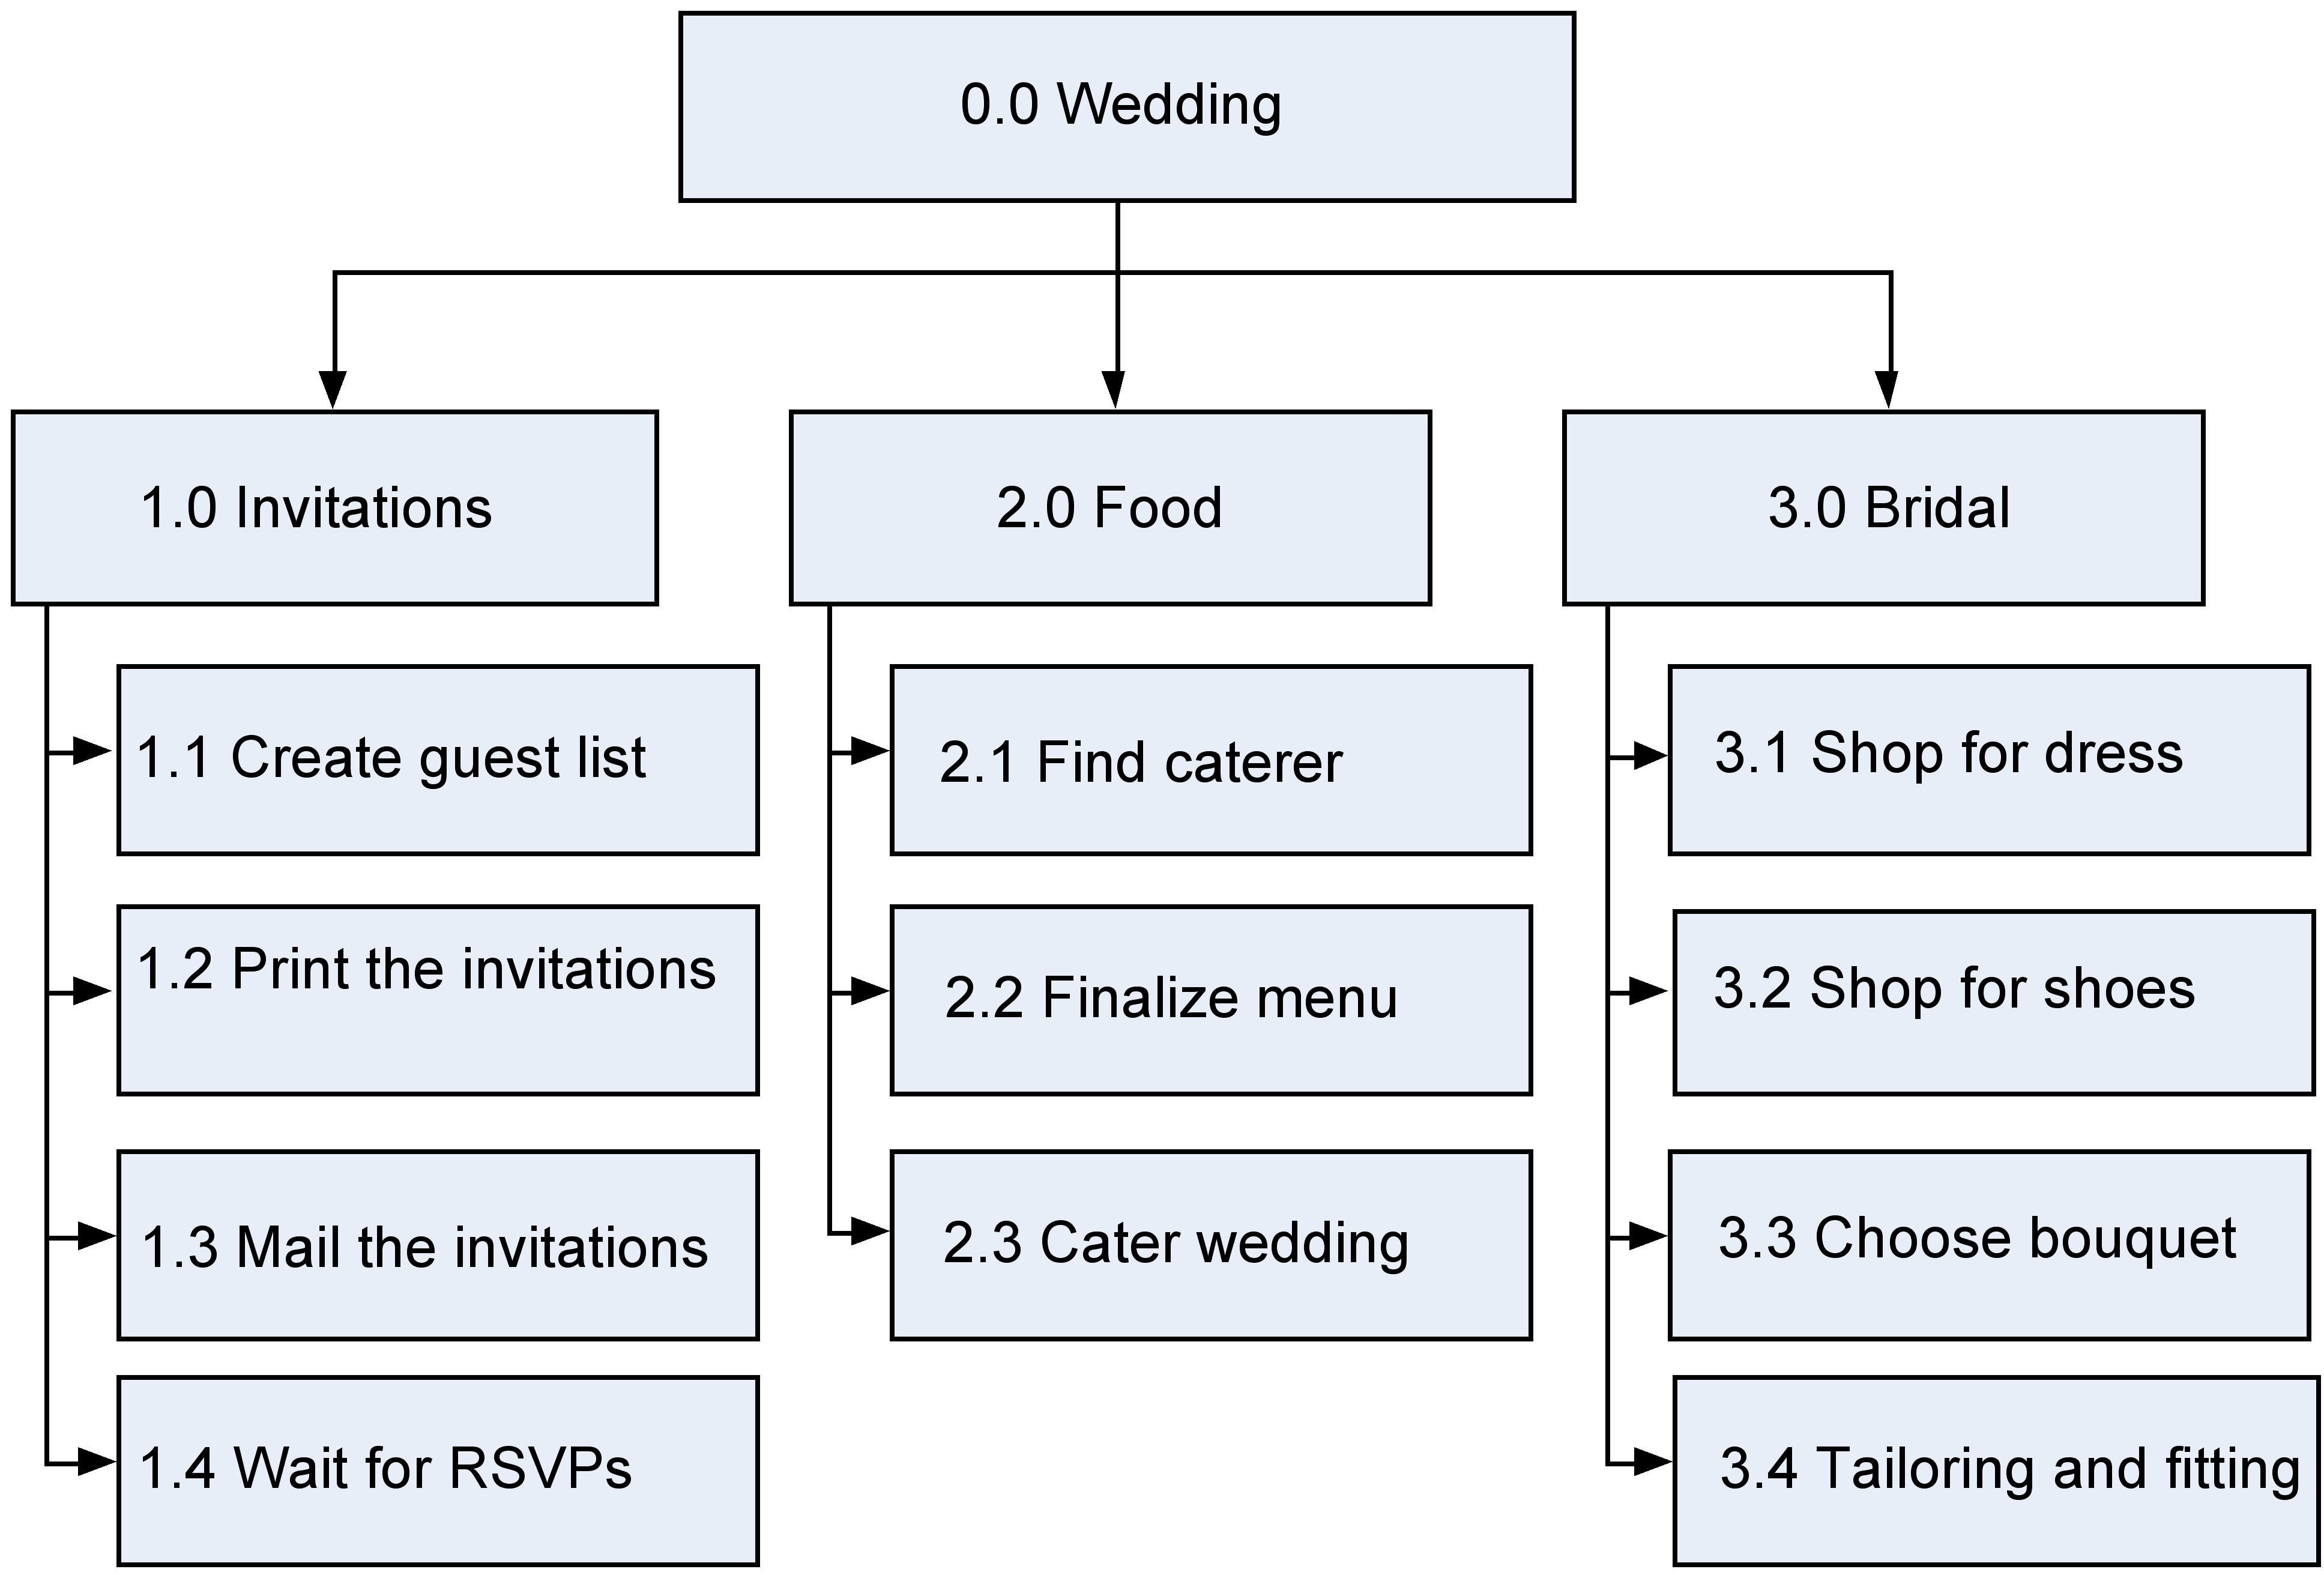 0.0 Wedding
1.0 Invitations
1.1 Create guest list
1.2 Print the invitations
1.3 Mail the invitations
1.4 Wait for RSVPs
2.0 Food
2.1 Find caterer
2.2 Finalize menu
2.3 Cater wedding
3.0 Bridal
3.1 Shop for dress
3.2 Shop for shoes
3.3 Choose bouquet
3.4 Tailoring and fitting